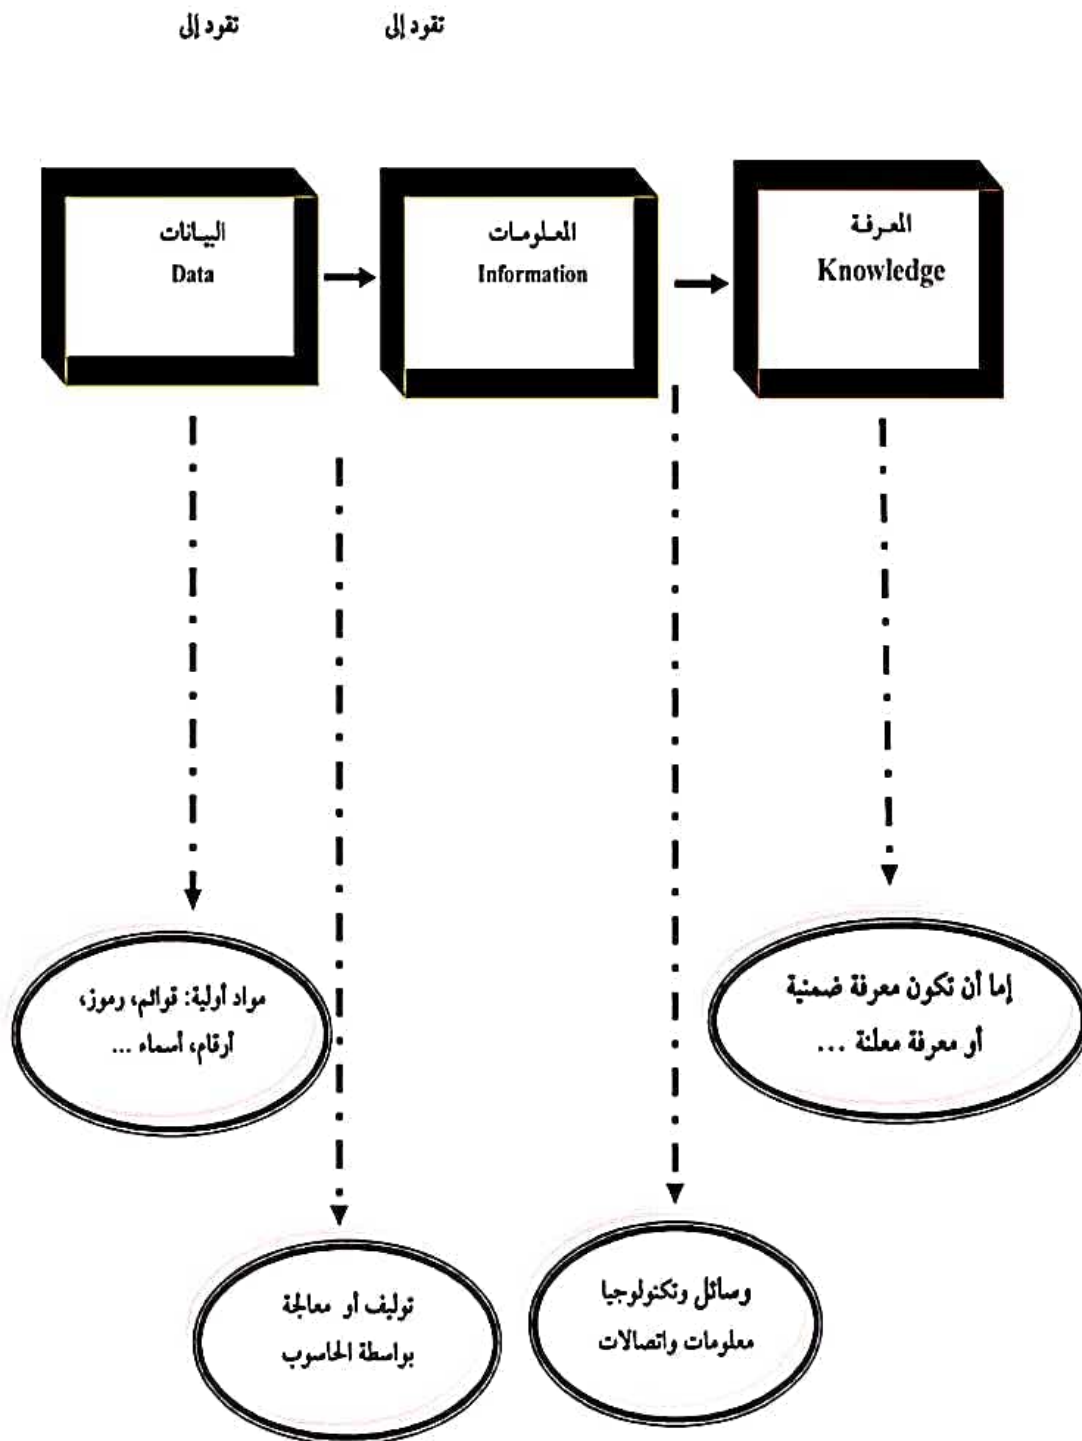 تقود إلى
تقود إلى
البيانات
Data
المعلومات
Information
المعرفة
Knowledge
مواد أولية: قوائم، رموز،
أرقام، أسماء ...
إما أن تكون معرفة ضمنية
أو معرفة معلنة ...
توليف أو معالجة
بواسطة الحاسوب
وسائل وتكنولوجيا
معلومات واتصالات